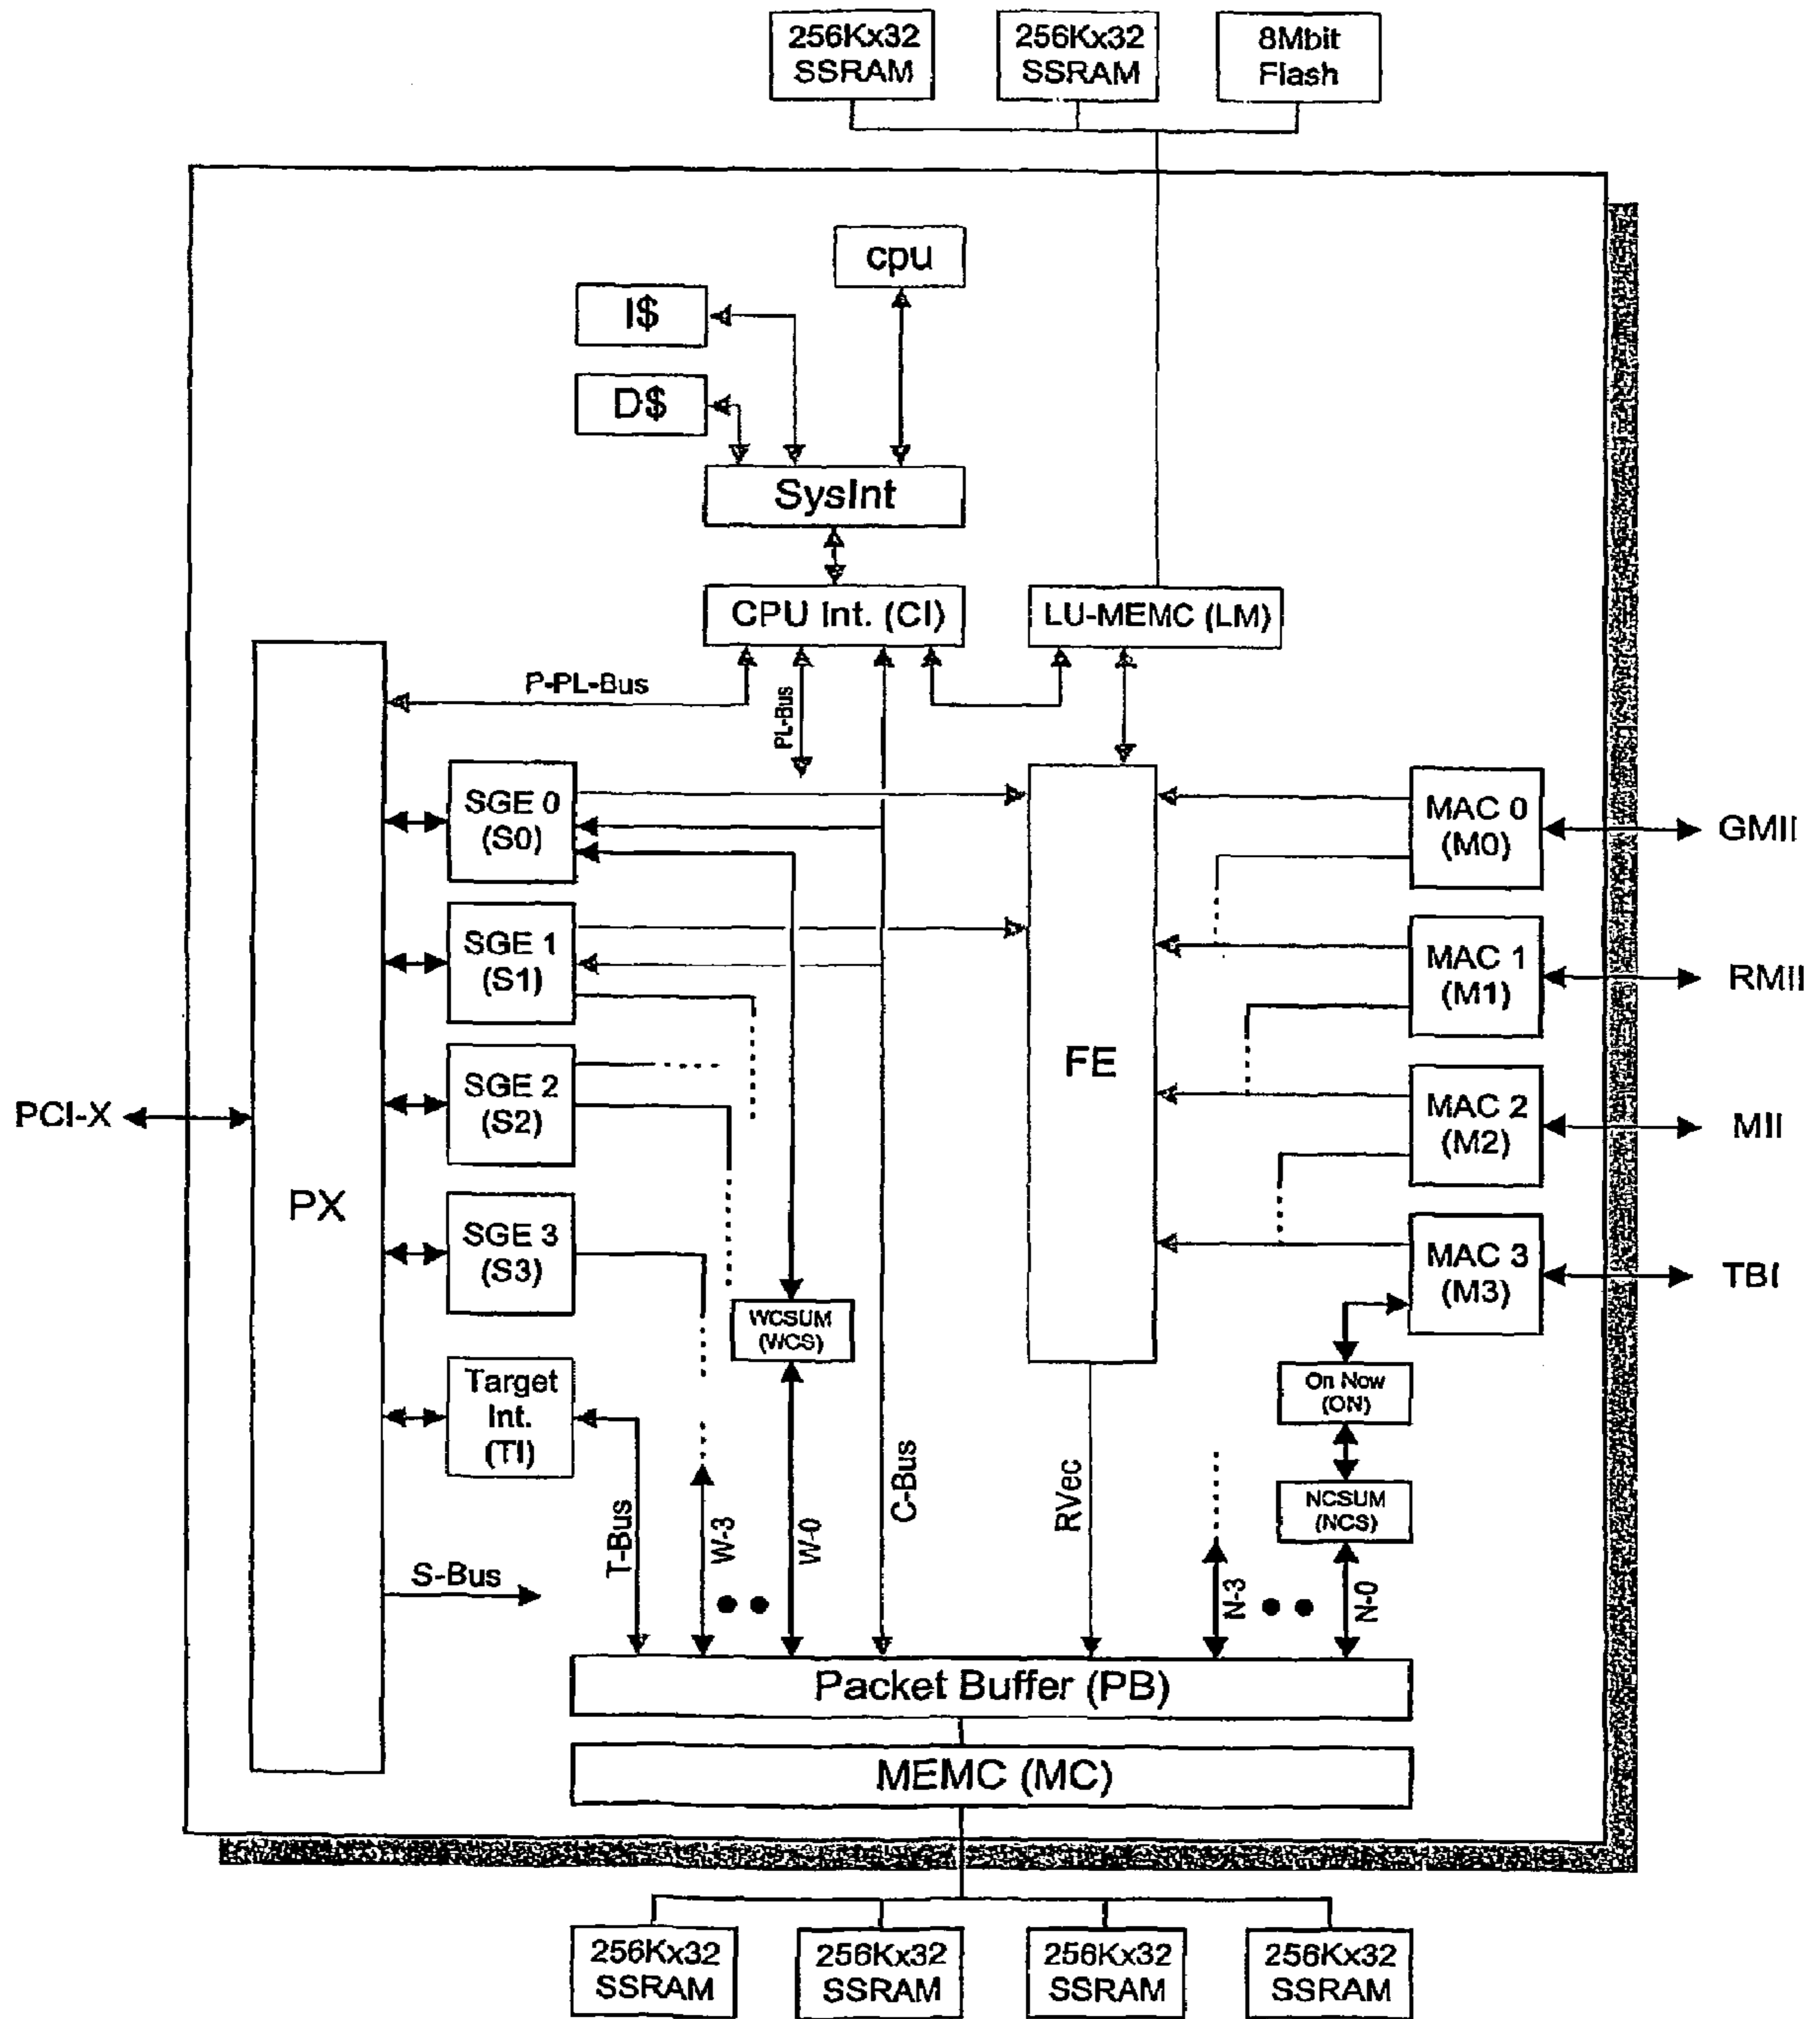 256Kx32
SSRAM
256Kx32
SSRAM
8Mbit
Flash
cpu
I$
D$
SysInt
CPU Int. (CI)
LU-MEMC (LM)
P-PL-Bus
PL-Bus
SGE 0
(S0)
MAC 0
(M0)
GMII
SGE 1
(S1)
MAC 1
(M1)
RMII
SGE 2
(S2)
FE
MAC 2
(M2)
MII
PCI-X
PX
SGE 3
(S3)
MAC 3
(M3)
TBI
WCSUM
(WCS)
Target
Int.
(TI)
On Now
(ON)
NCSUM
(NCS)
T-Bus
W-3
W-0
C-Bus
RVec
N-3
N-0
S-Bus
Packet Buffer (PB)
MEMC (MC)
256Kx32
SSRAM
256Kx32
SSRAM
256Kx32
SSRAM
256Kx32
SSRAM